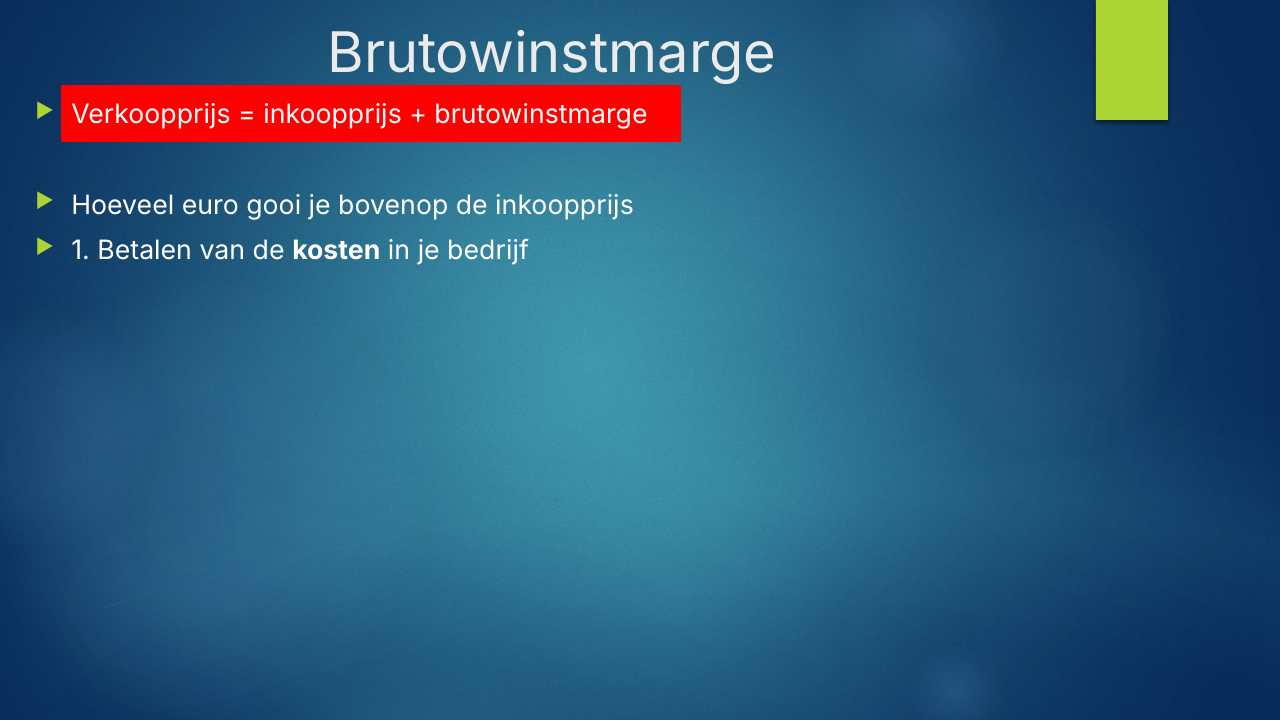 Brutowinstmarge
Verkoopprijs = inkoopprijs + brutowinstmarge
Hoeveel euro gooi je bovenop de inkoopprijs
1. Betalen van de kosten in je bedrijf